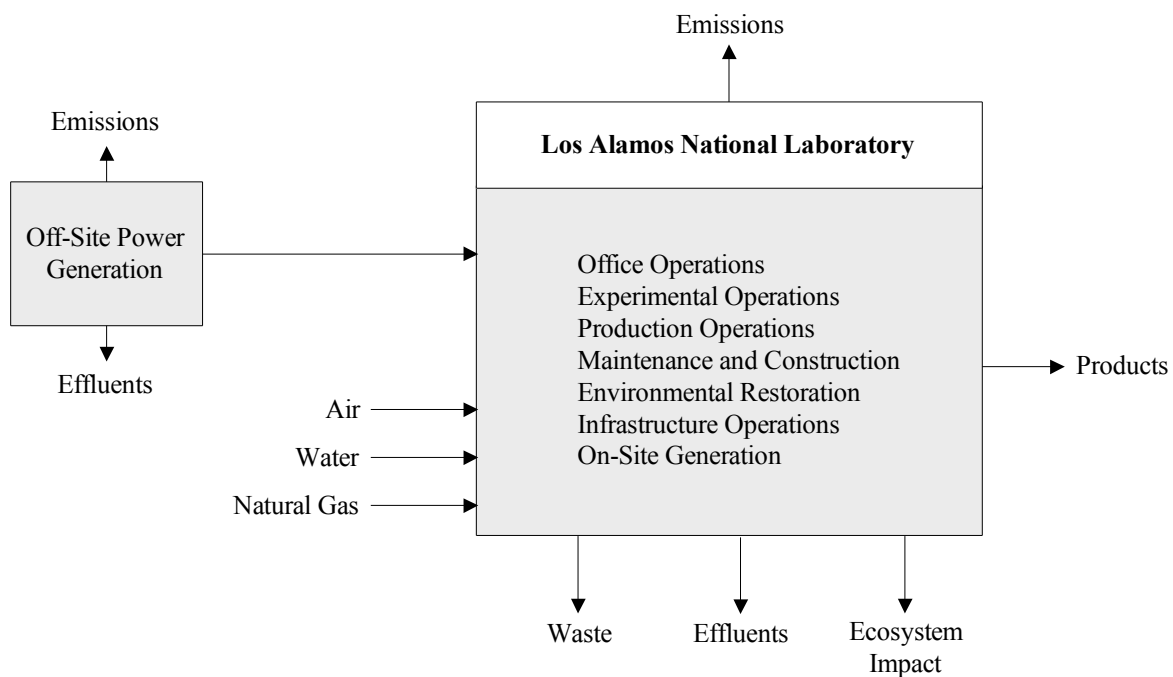 Emissions
Emissions
Los Alamos National Laboratory
Off-Site Power
Generation
Effluents
Office Operations
Experimental Operations
Production Operations
Maintenance and Construction
Environmental Restoration
Infrastructure Operations
On-Site Generation
Products
Air
Water
Natural Gas
Waste
Effluents
Ecosystem
Impact